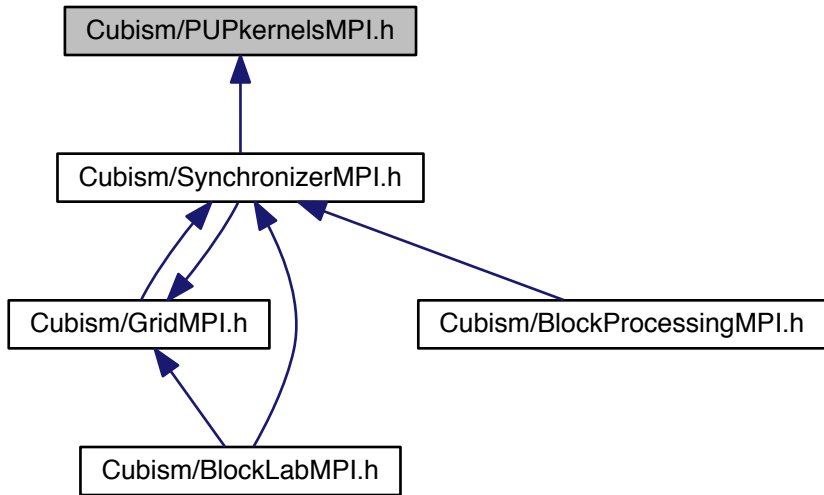 Cubism/PUPkernelsMPI.h
Cubism/SynchronizerMPI.h
Cubism/GridMPI.h
Cubism/BlockProcessingMPI.h
Cubism/BlockLabMPI.h